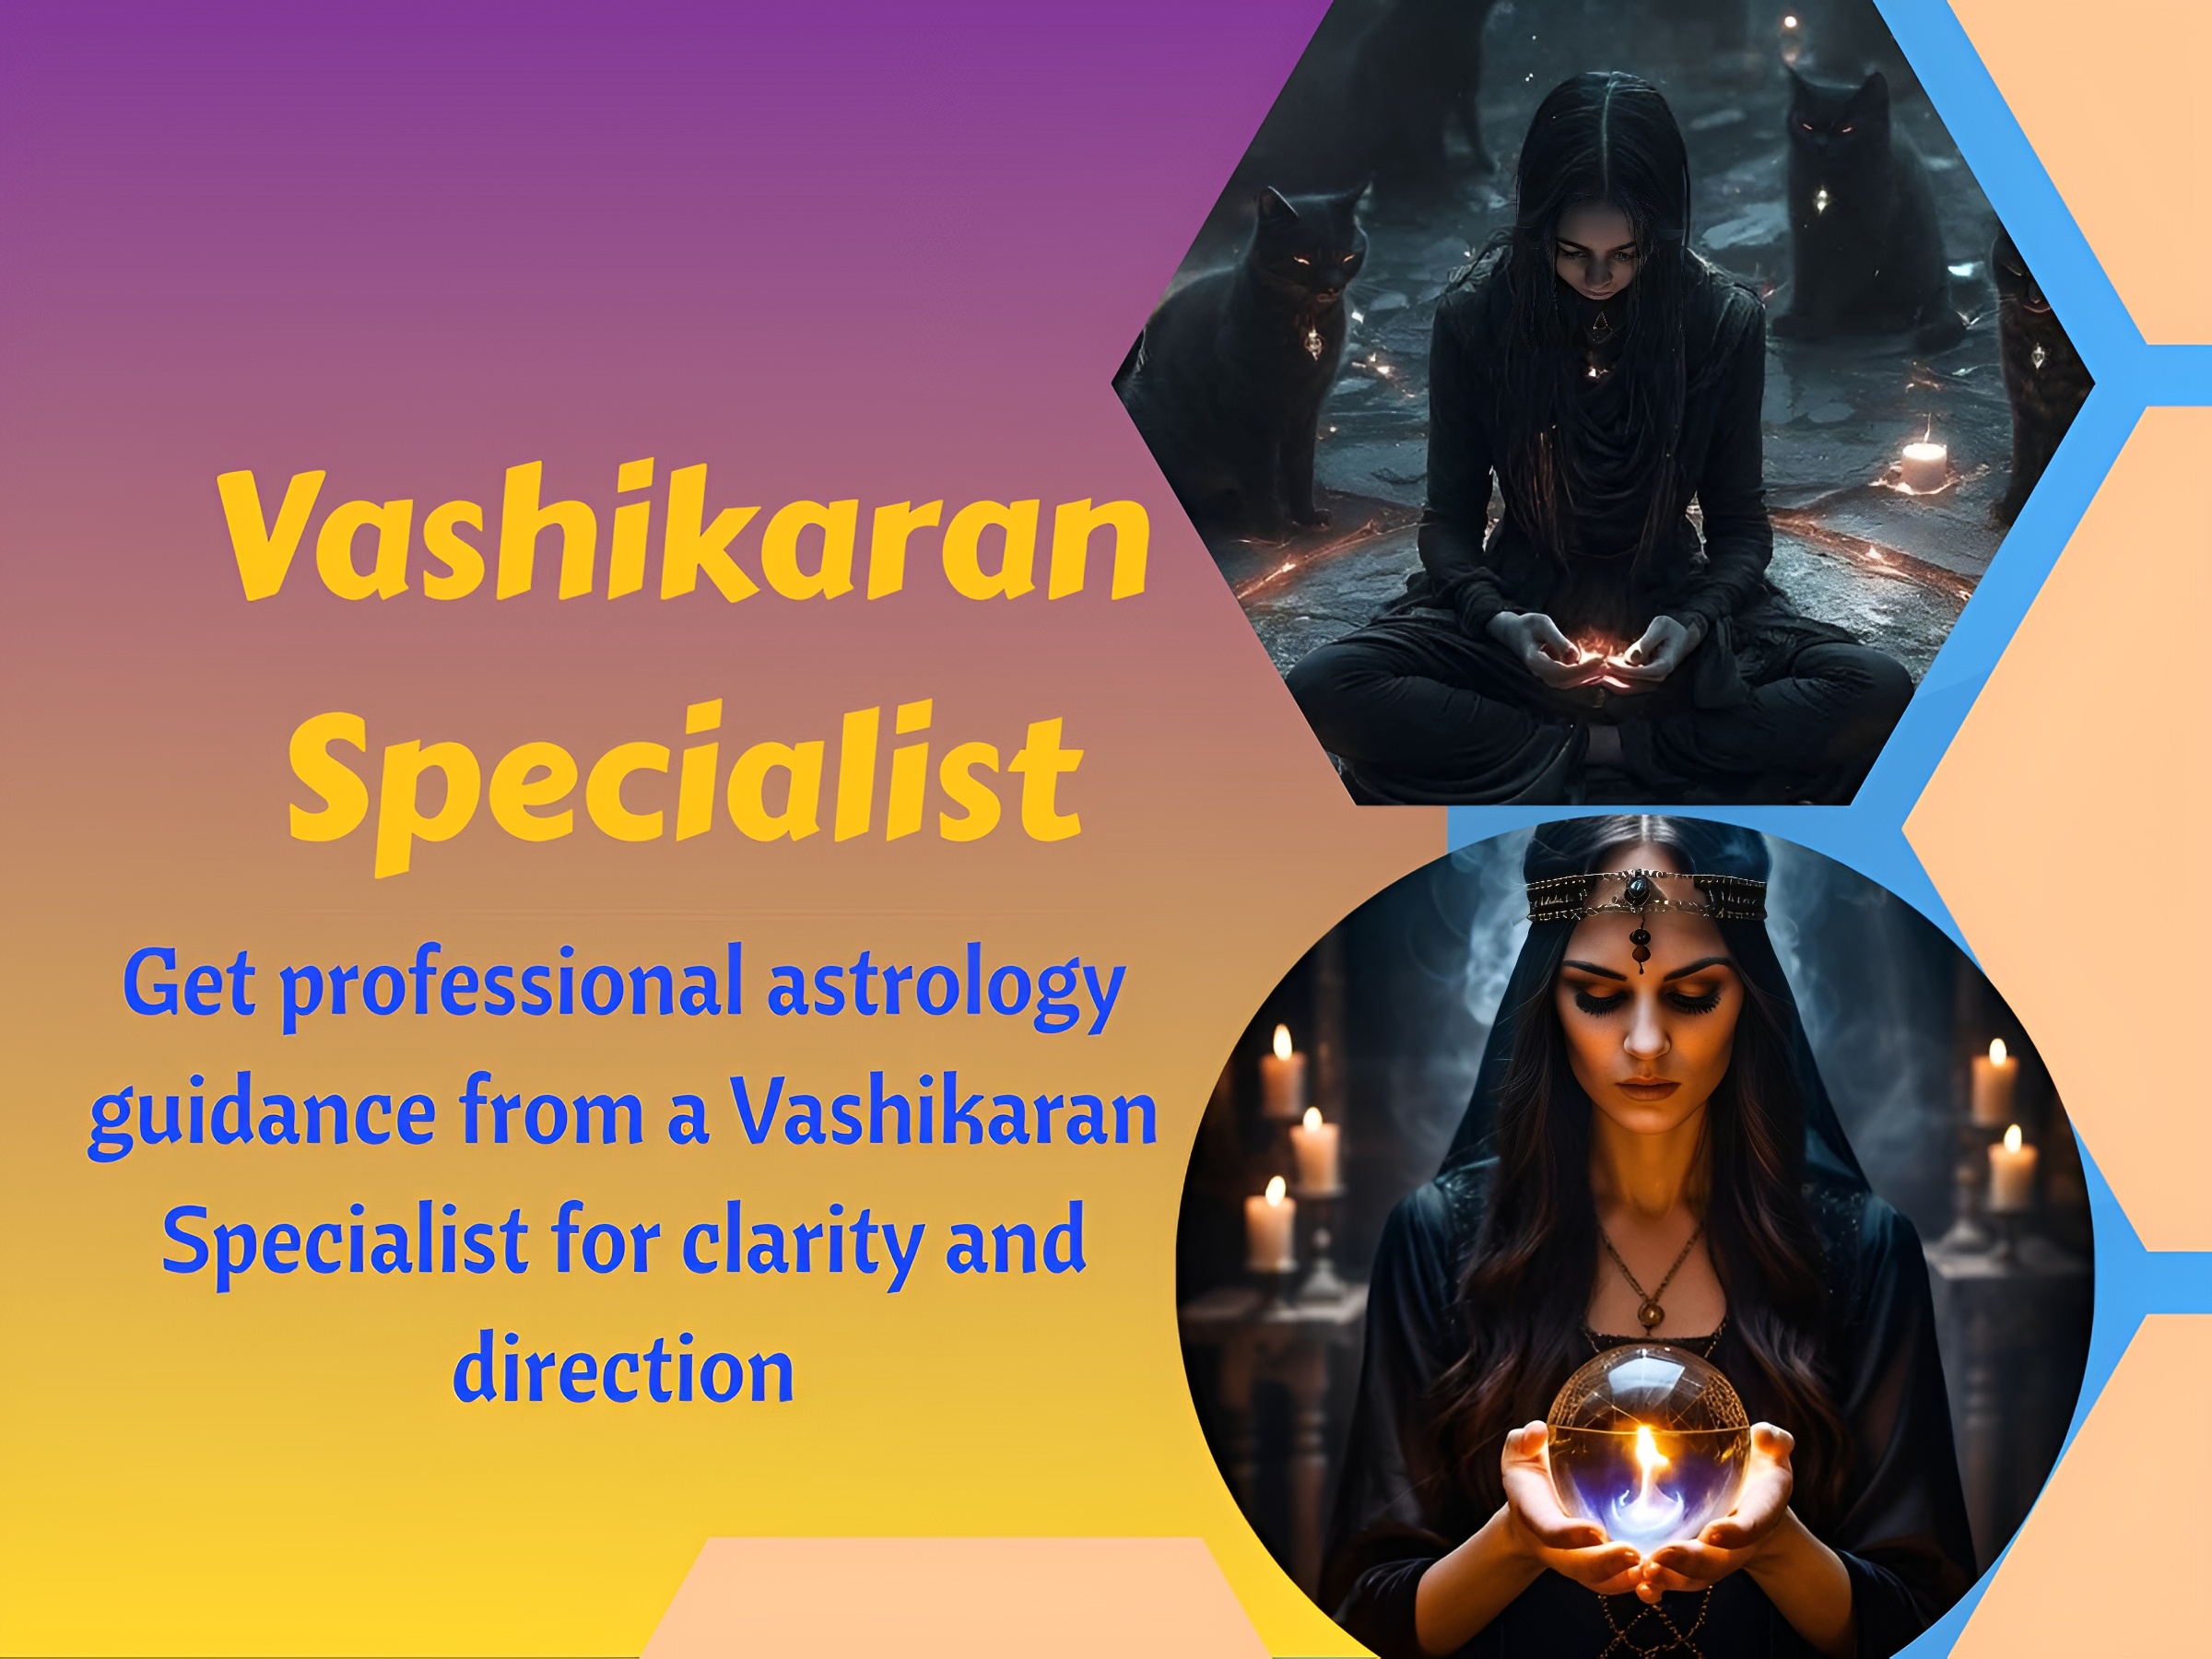 Vashikaran
Specialist
Get professional astrology
guidance from a Vashikaran
Specialist for clarity and
direction